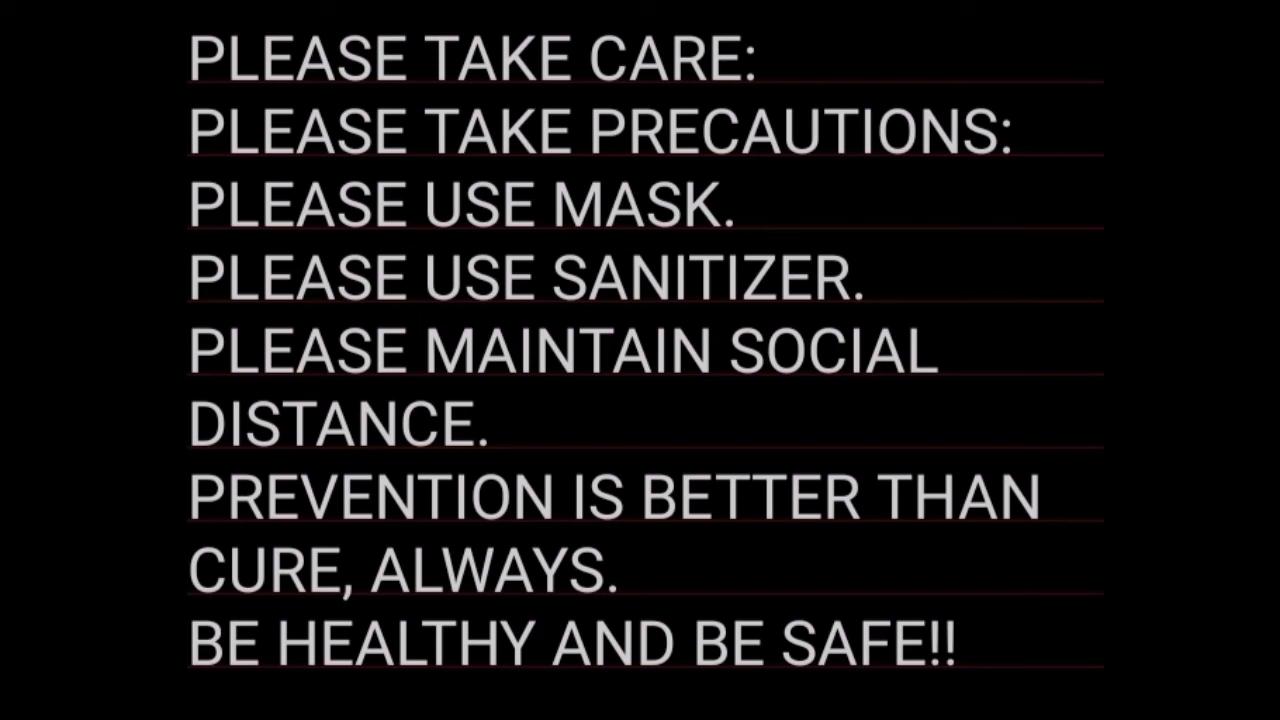 PLEASE TAKE CARE:
PLEASE TAKE PRECAUTIONS:
PLEASE USE MASK.
PLEASE USE SANITIZER.
PLEASE MAINTAIN SOCIAL
DISTANCE.
PREVENTION IS BETTER THAN
CURE, ALWAYS.
BE HEALTHY AND BE SAFE!!